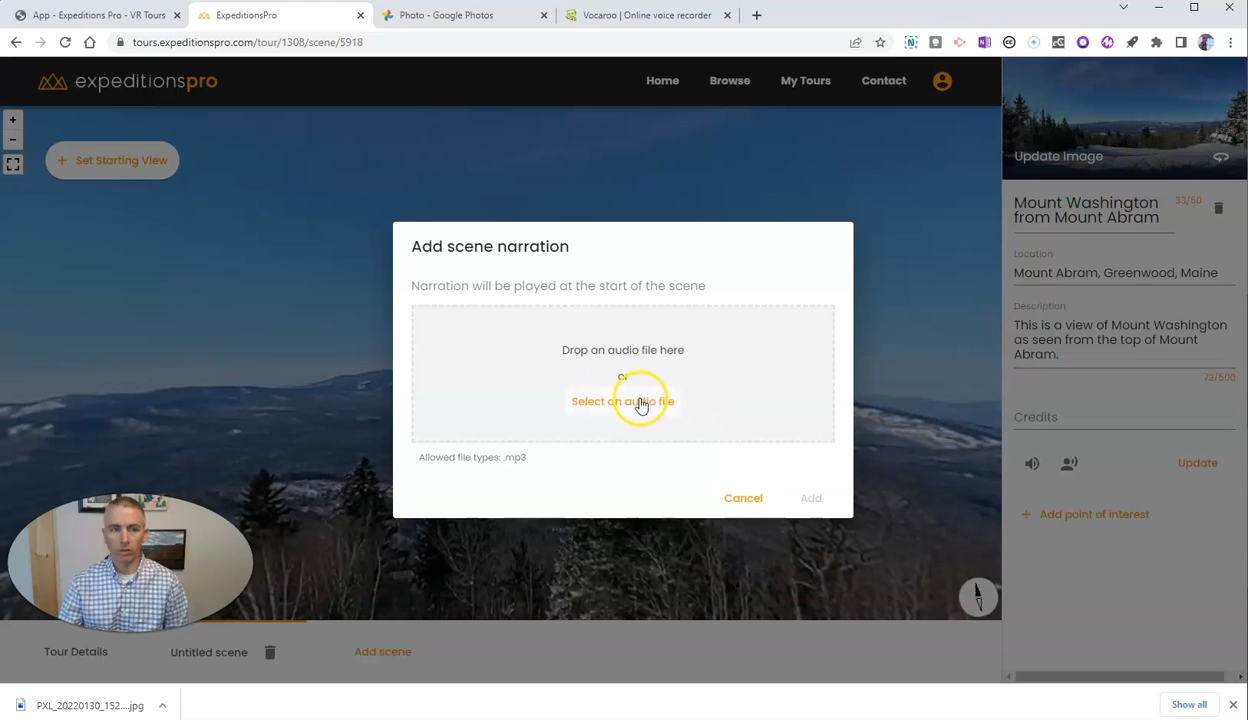 App - Expeditions Pro - VR Tours
ExpeditionsPro
Photo - Google Photos
Vocaroo | Online voice recorder
tours.expeditionspro.com/tour/1308/scene/5918
expeditionspro
Home
Browse
My Tours
Contact
+
-
+ Set Starting View
Update Image
Mount Washington
from Mount Abram
33/50
Location
Mount Abram, Greenwood, Maine
Description
This is a view of Mount Washington
as seen from the top of Mount
Abram.
72/500
Credits
Update
+ Add point of interest
Add scene narration
Narration will be played at the start of the scene
Drop an audio file here
or
Select an audio file
Allowed file types: .mp3
Cancel
Add
Tour Details
Untitled scene
Add scene
PXL_20220130_152....jpg
Show all